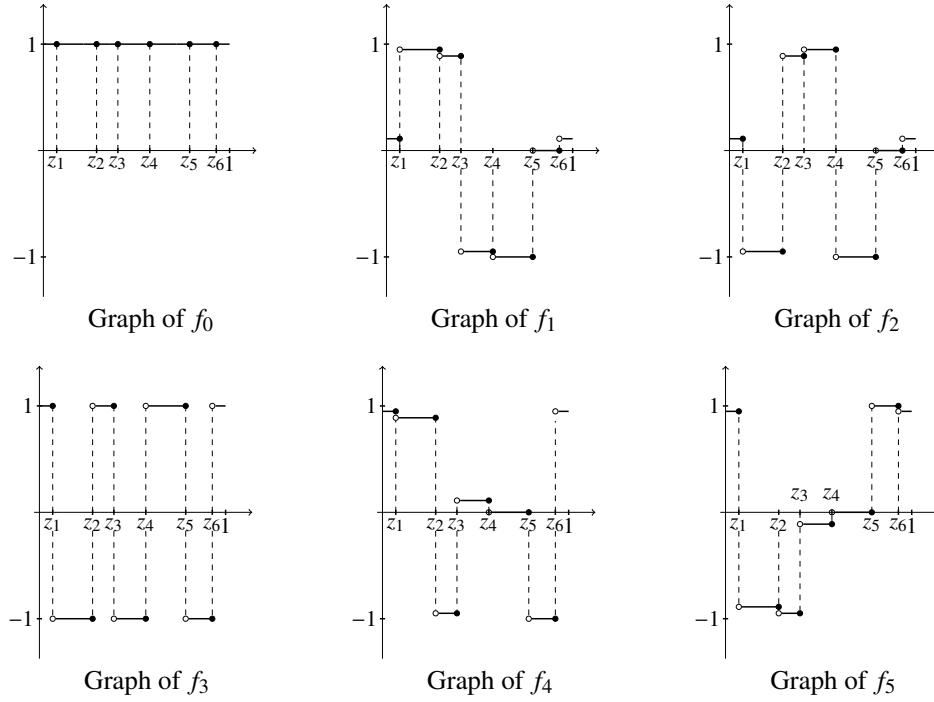 1 1 1
z1 z2 z3 z4 z5 z6 1 z1 z2 z3 z4 z5 z6 1 z1 z2 z3 z4 z5 z6 1
−1 −1 −1
Graph of f0 Graph of f1 Graph of f2
1 1 1
z3 z4
z1 z2 z3 z4 z5 z6 1 z1 z2 z3 z4 z5 z6 1 z1 z2 z5 z6 1
−1 −1 −1
Graph of f3 Graph of f4 Graph of f5